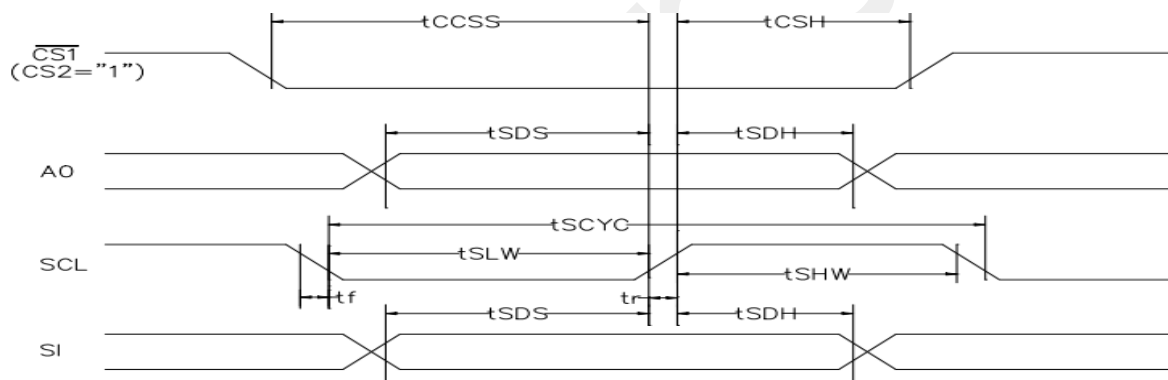 tCCSS tCSH
CS1
(CS2="1")
tSDS tSDH
A0
tSCYC
tSLW
SCL
tSHW
tf tr
tSDS tSDH
SI